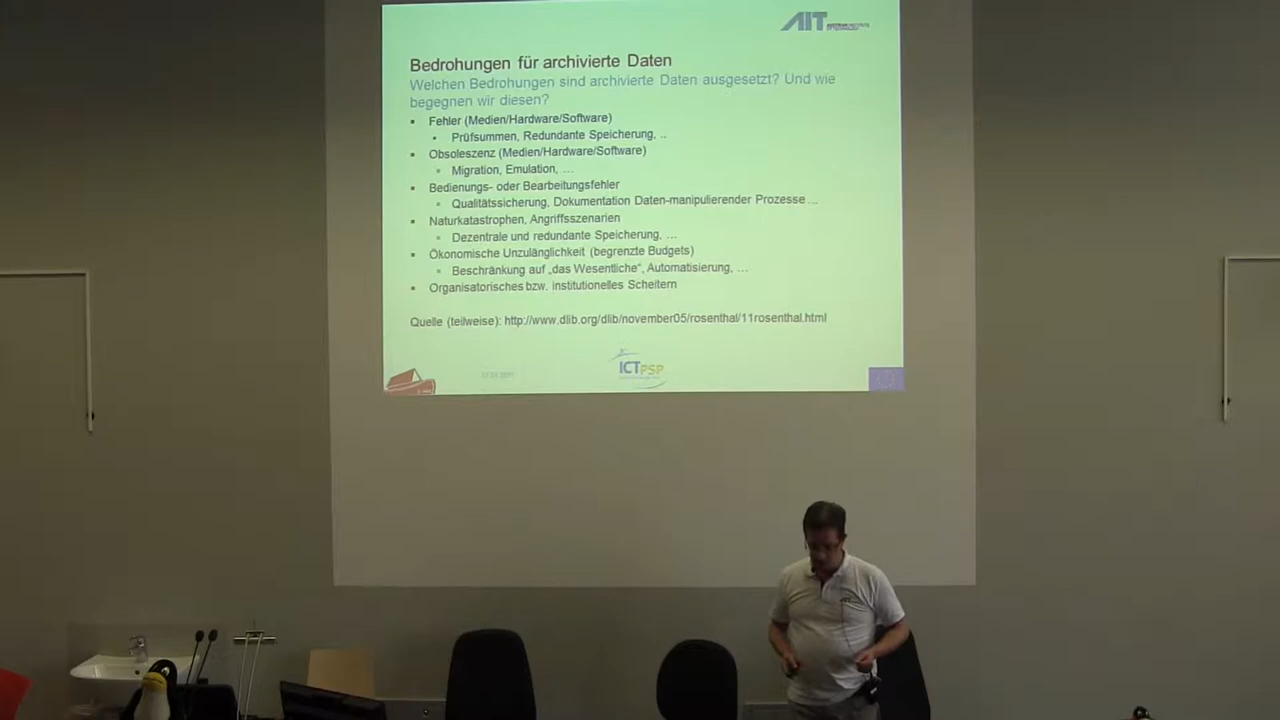 AIT
Bedrohungen für archivierte Daten
Welchen Bedrohungen sind archivierte Daten ausgesetzt? Und wie
begegnen wir diesen?
Fehler (Medien/Hardware/Software)
Prüfsummen, Redundante Speicherung, ..
Obsoleszenz (Medien/Hardware/Software)
Migration, Emulation, …
Bedienungs- oder Bearbeitungsfehler
Qualitätssicherung, Dokumentation Daten-manipulierender Prozesse …
Naturkatastrophen, Angriffsszenarien
Dezentrale und redundante Speicherung, …
Ökonomische Unzulänglichkeit (begrenzte Budgets)
Beschränkung auf „das Wesentliche“, Automatisierung, …
Organisatorisches bzw. institutionelles Scheitern
Quelle (teilweise): http://www.dlib.org/dlib/november05/rosenthal/11rosenthal.html
ICT PSP